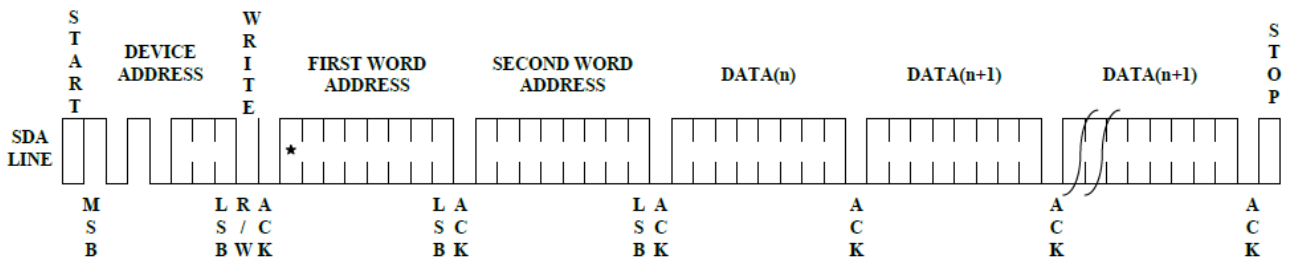 START
DEVICE
ADDRESS
WRITE
FIRST WORD
ADDRESS
SECOND WORD
ADDRESS
DATA(n)
DATA(n+1)
DATA(n+1)
STOP
SDA
LINE
★
MSB
LSB
R/W
ACK
LSB
ACK
LSB
ACK
ACK
ACK
ACK